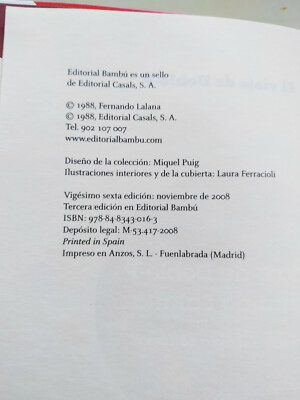 Editorial Bambú es un sello
de Editorial Casals, S. A.
© 1988, Fernando Lalana
© 1988, Editorial Casals, S. A.
Tel. 902 107 007
www.editorialbambu.com
Diseño de la colección: Miquel Puig
Ilustraciones interiores y de la cubierta: Laura Ferracioli
Vigésimo sexta edición: noviembre de 2008
Tercera edición en Editorial Bambú
ISBN: 978-84-8343-016-3
Depósito legal: M-53.417-2008
Printed in Spain
Impreso en Anzos, S. L. - Fuenlabrada (Madrid)